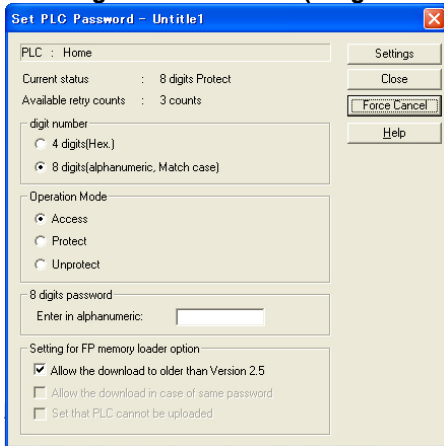 Set PLC Password - Untitle1
PLC : Home
Settings
Current status : 8 digits Protect
Close
Available retry counts : 3 counts
Force Cancel
digit number
Help
4 digits(Hex.)
8 digits(alphanumeric, Match case)
Operation Mode
Access
Protect
Unprotect
8 digits password
Enter in alphanumeric:
Setting for FP memory loader option
Allow the download to older than Version 2.5
Allow the download in case of same password
Set that PLC cannot be uploaded